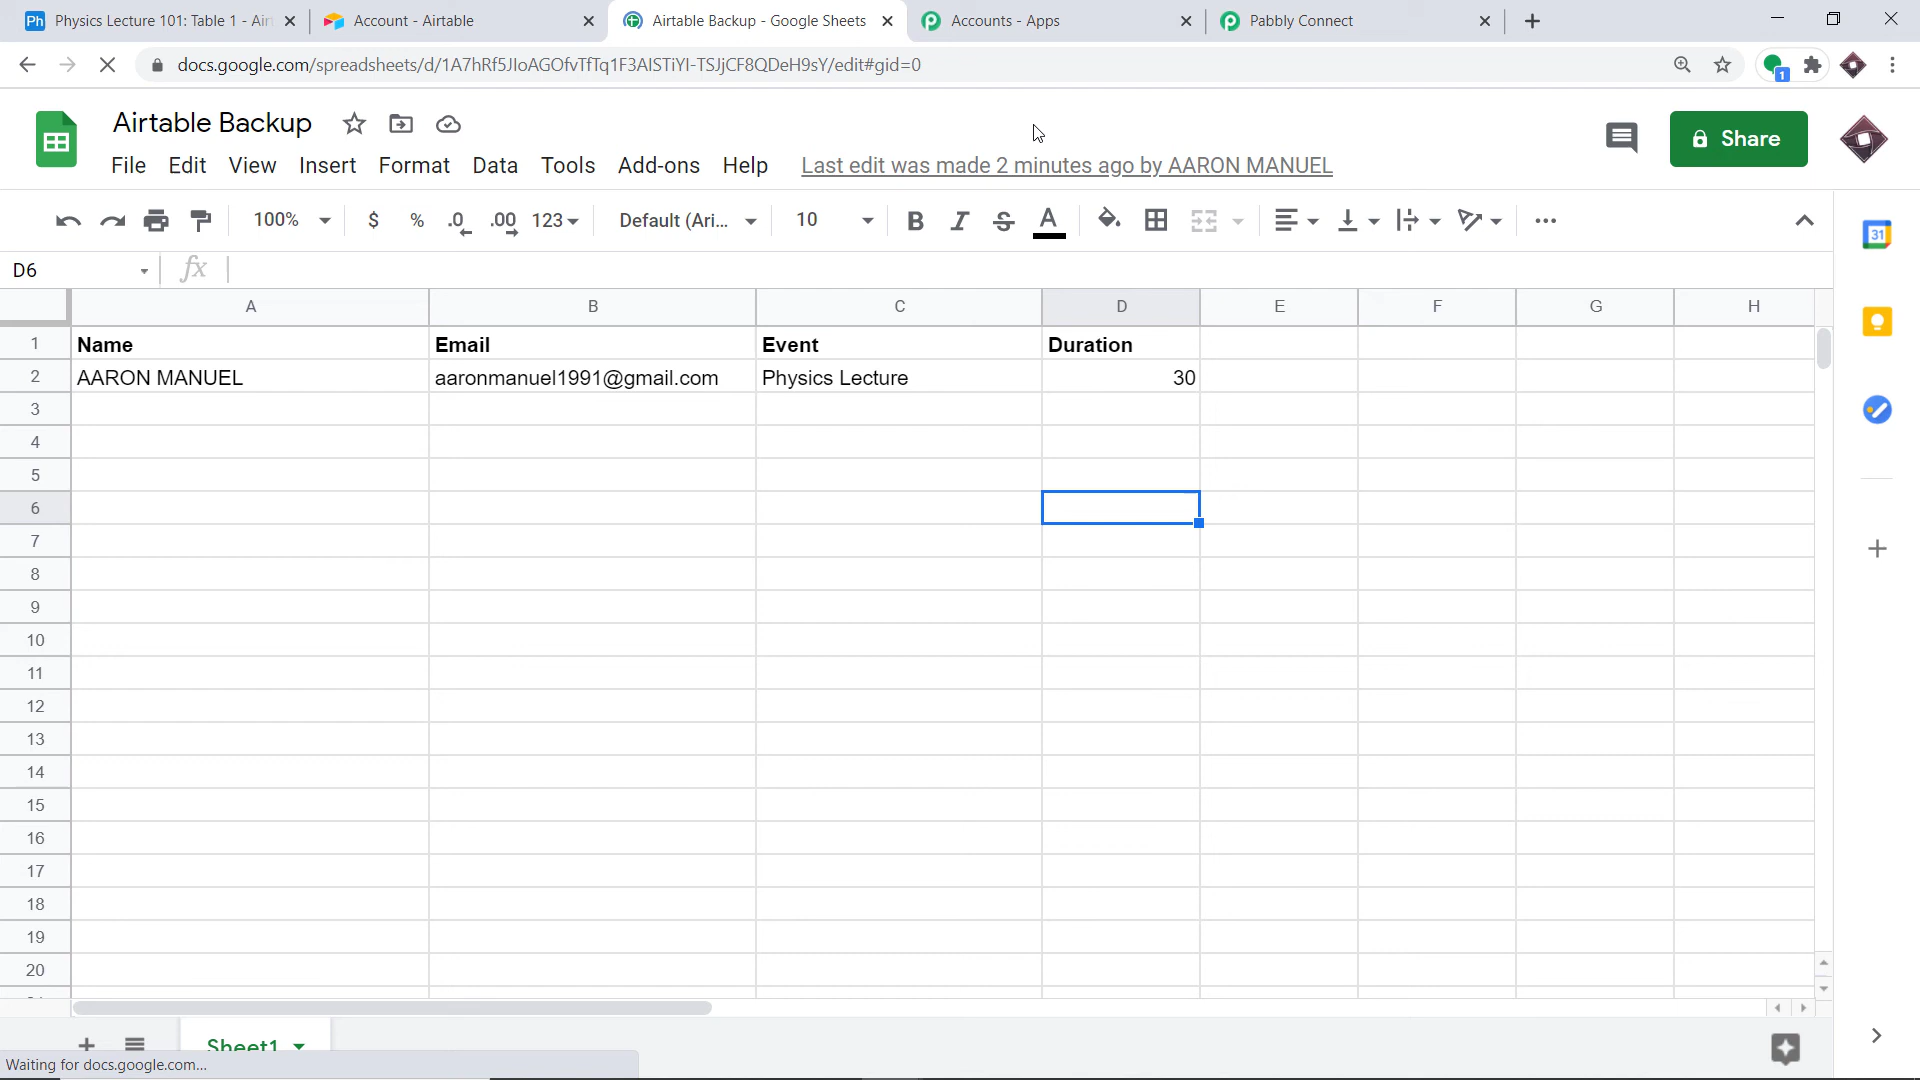 Physics Lecture 101: Table 1 - Air
Account - Airtable
Airtable Backup - Google Sheets
Accounts - Apps
Pabbly Connect
docs.google.com/spreadsheets/d/1A7hRf5JIoAGOfvTfTq1F3AISTiYI-TSJjCF8QDeH9sY/edit#gid=0
Airtable Backup
Share
File Edit View Insert Format Data Tools Add-ons Help Last edit was made 2 minutes ago by AARON MANUEL
100% $ % .0 .00 123 Default (Ari... 10 B I S A
D6 fx
A B C D E F G H
1 Name Email Event Duration
2 AARON MANUEL aaronmanuel1991@gmail.com Physics Lecture 30
3
4
5
6
7
8
9
10
11
12
13
14
15
16
17
18
19
20
Sheet1
Waiting for docs.google.com...